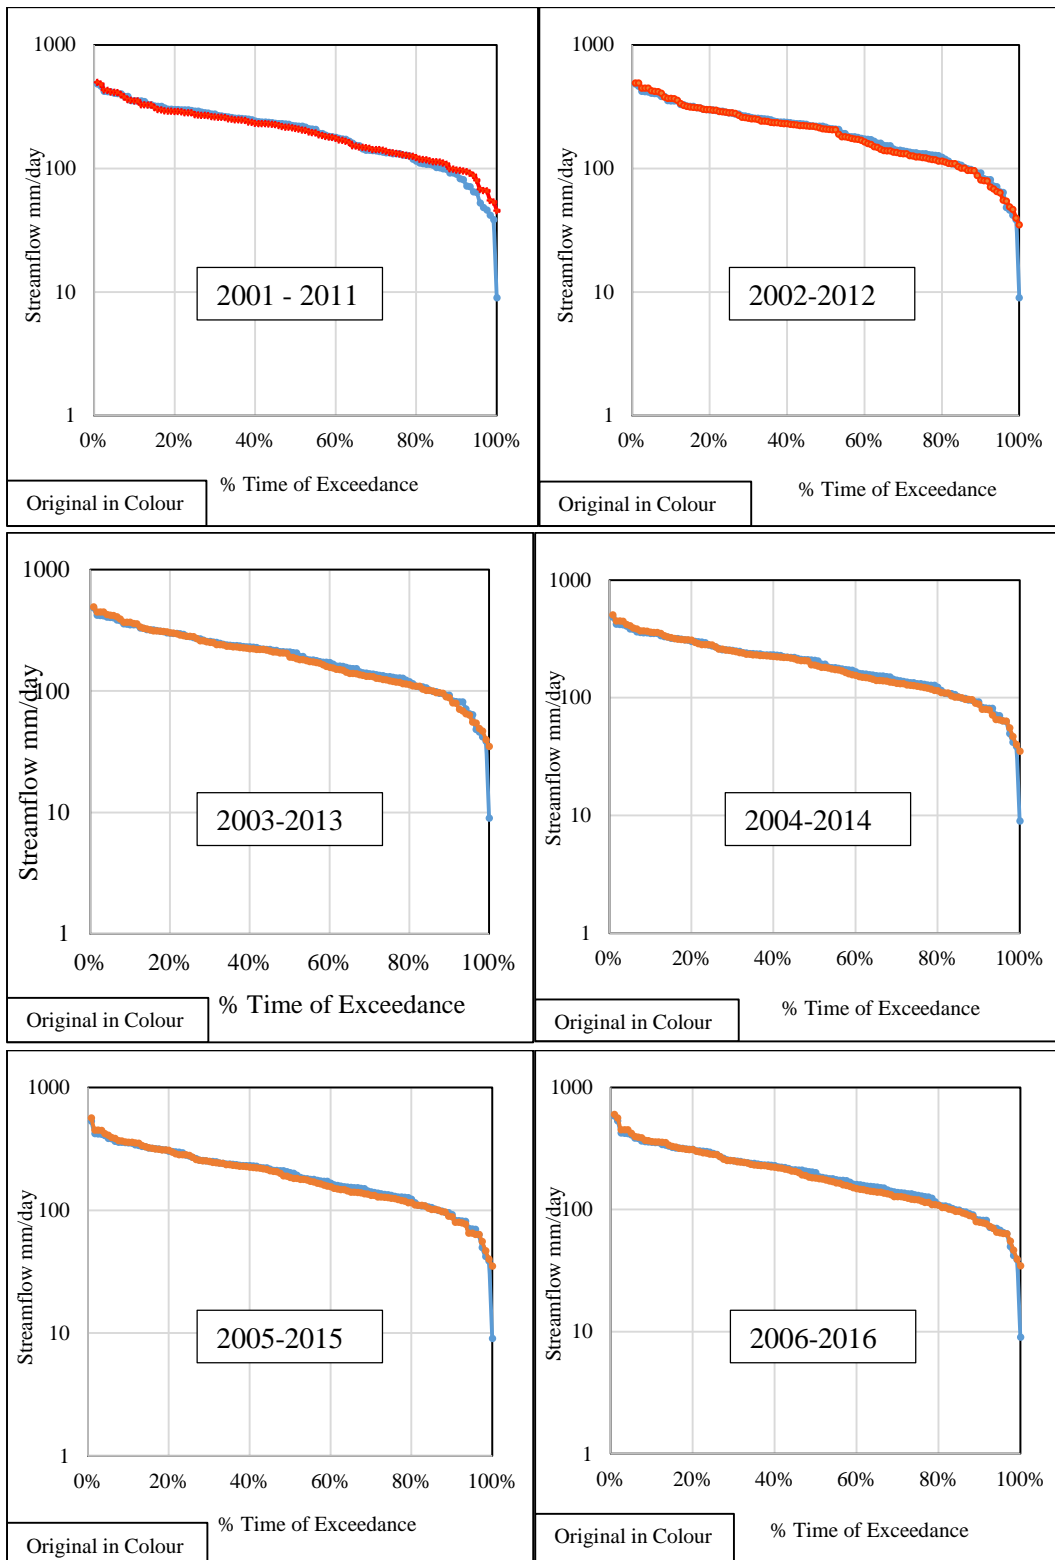 1000
100
10
1
Streamflow mm/day
2001 - 2011
0% 20% 40% 60% 80% 100%
% Time of Exceedance
Original in Colour
1000
100
10
1
Streamflow mm/day
2002-2012
0% 20% 40% 60% 80% 100%
% Time of Exceedance
Original in Colour
1000
100
10
1
Streamflow mm/day
2003-2013
0% 20% 40% 60% 80% 100%
% Time of Exceedance
Original in Colour
1000
100
10
1
Streamflow mm/day
2004-2014
0% 20% 40% 60% 80% 100%
% Time of Exceedance
Original in Colour
1000
100
10
1
Streamflow mm/day
2005-2015
0% 20% 40% 60% 80% 100%
% Time of Exceedance
Original in Colour
1000
100
10
1
Streamflow mm/day
2006-2016
0% 20% 40% 60% 80% 100%
% Time of Exceedance
Original in Colour